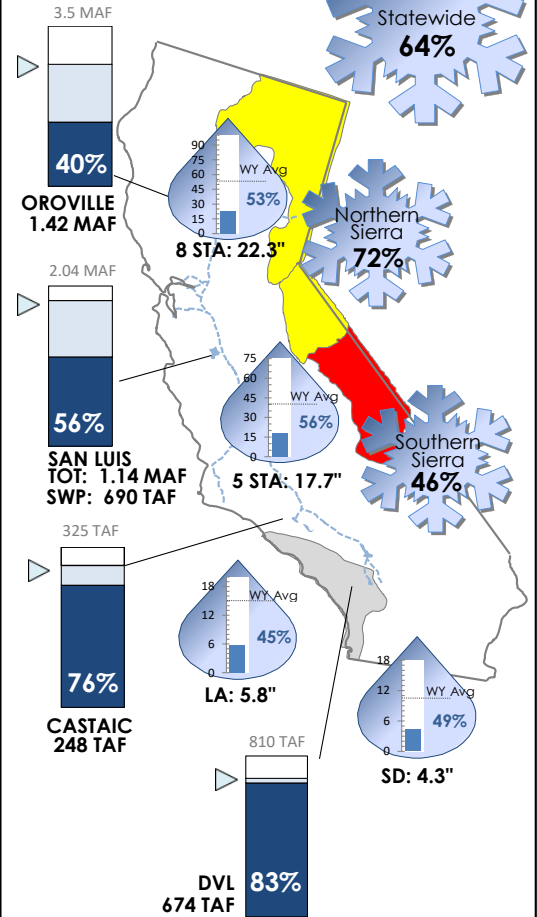 3.5 MAF
40%
OROVILLE
1.42 MAF
Statewide
64%
90
75
60
45
30
15
0
WY Avg
53%
8 STA: 22.3"
Northern
Sierra
72%
2.04 MAF
56%
SAN LUIS
TOT: 1.14 MAF
SWP: 690 TAF
75
60
45
30
15
0
WY Avg
56%
5 STA: 17.7"
Southern
Sierra
46%
325 TAF
76%
CASTAIC
248 TAF
18
12
6
0
WY Avg
45%
LA: 5.8"
18
12
6
0
WY Avg
49%
SD: 4.3"
810 TAF
83%
DVL
674 TAF